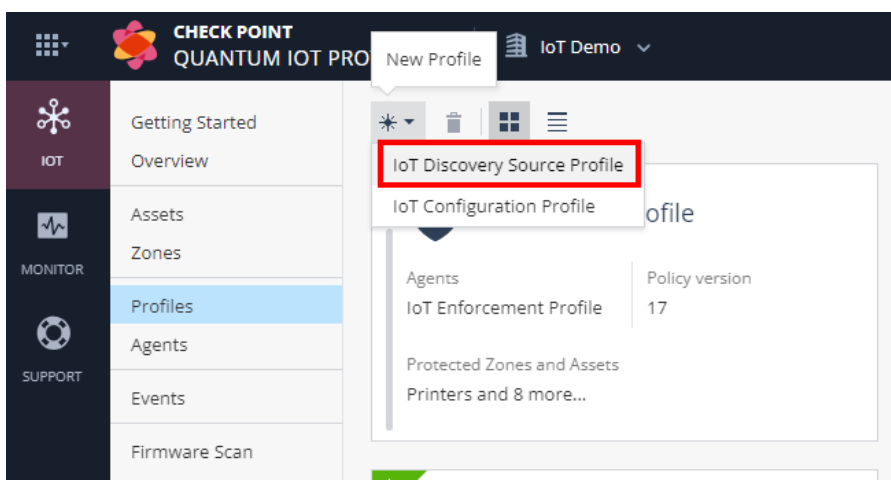 CHECK POINT
QUANTUM IOT PRO
New Profile
IoT Demo
IOT
MONITOR
SUPPORT
Getting Started
Overview
Assets
Zones
Profiles
Agents
Events
Firmware Scan
IoT Discovery Source Profile
IoT Configuration Profile
ofile
Agents
IoT Enforcement Profile
Policy version
17
Protected Zones and Assets
Printers and 8 more...